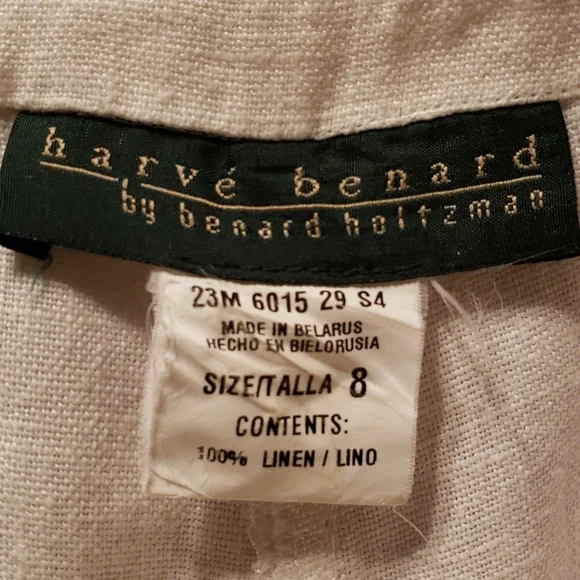 harvé benard
by benard holtzman
23M 6015 29 S4
MADE IN BELARUS
HECHO EN BIELORUSIA
SIZE/TALLA 8
CONTENTS:
100% LINEN / LINO